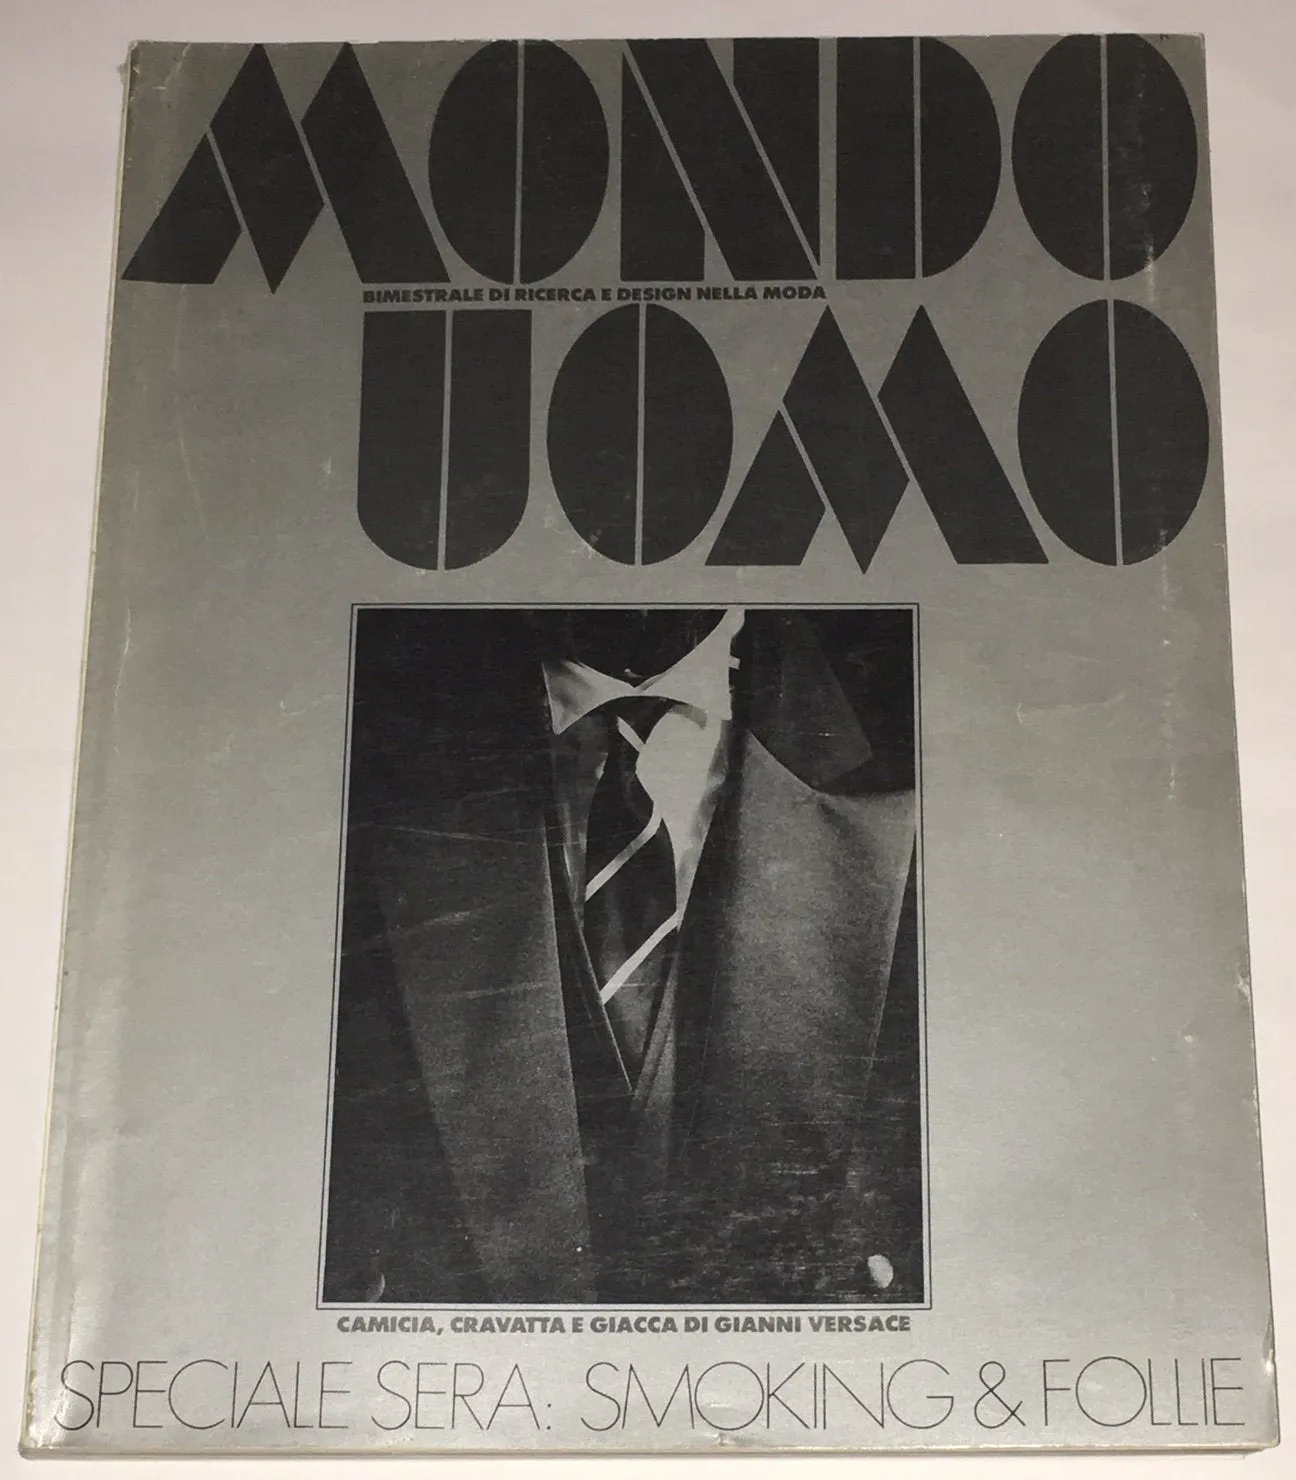 MONDO
BIMESTRALE DI RICERCA E DESIGN NELLA MODA
UOMO
CAMICIA, CRAVATTA E GIACCA DI GIANNI VERSACE
SPECIALE SERA: SMOKING & FOLLIE